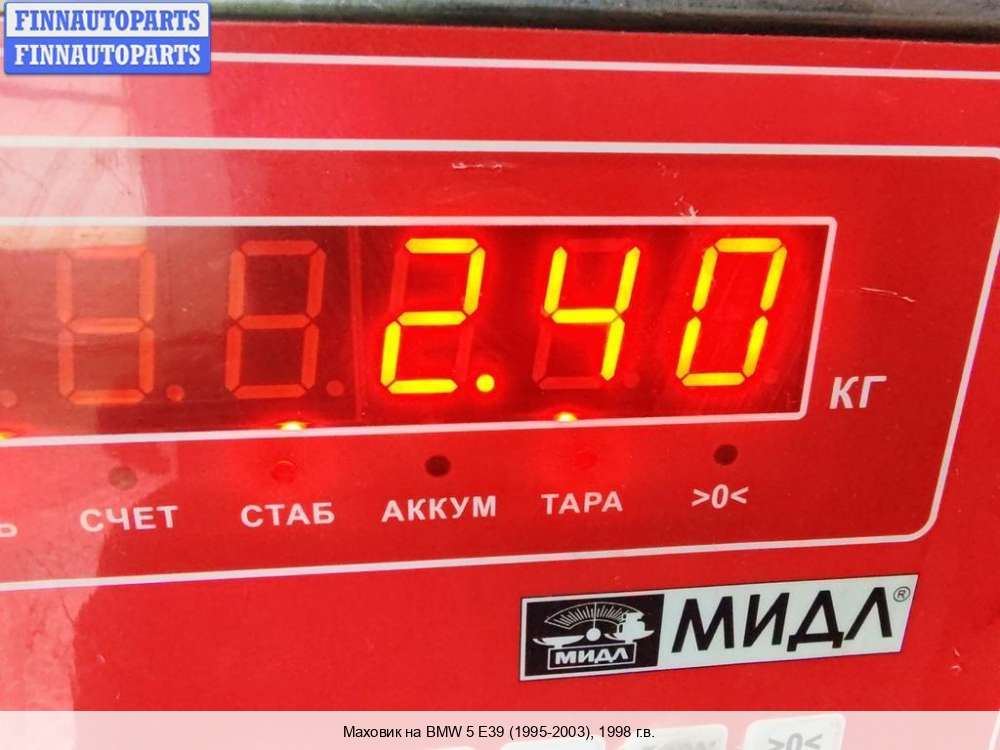 FINNAUTOPARTS
FINNAUTOPARTS
2.40
КГ
Ь СЧЕТ СТАБ АККУМ ТАРА >0<
МИДЛ МИДЛ®
Маховик на BMW 5 E39 (1995-2003), 1998 г.в.
>0<